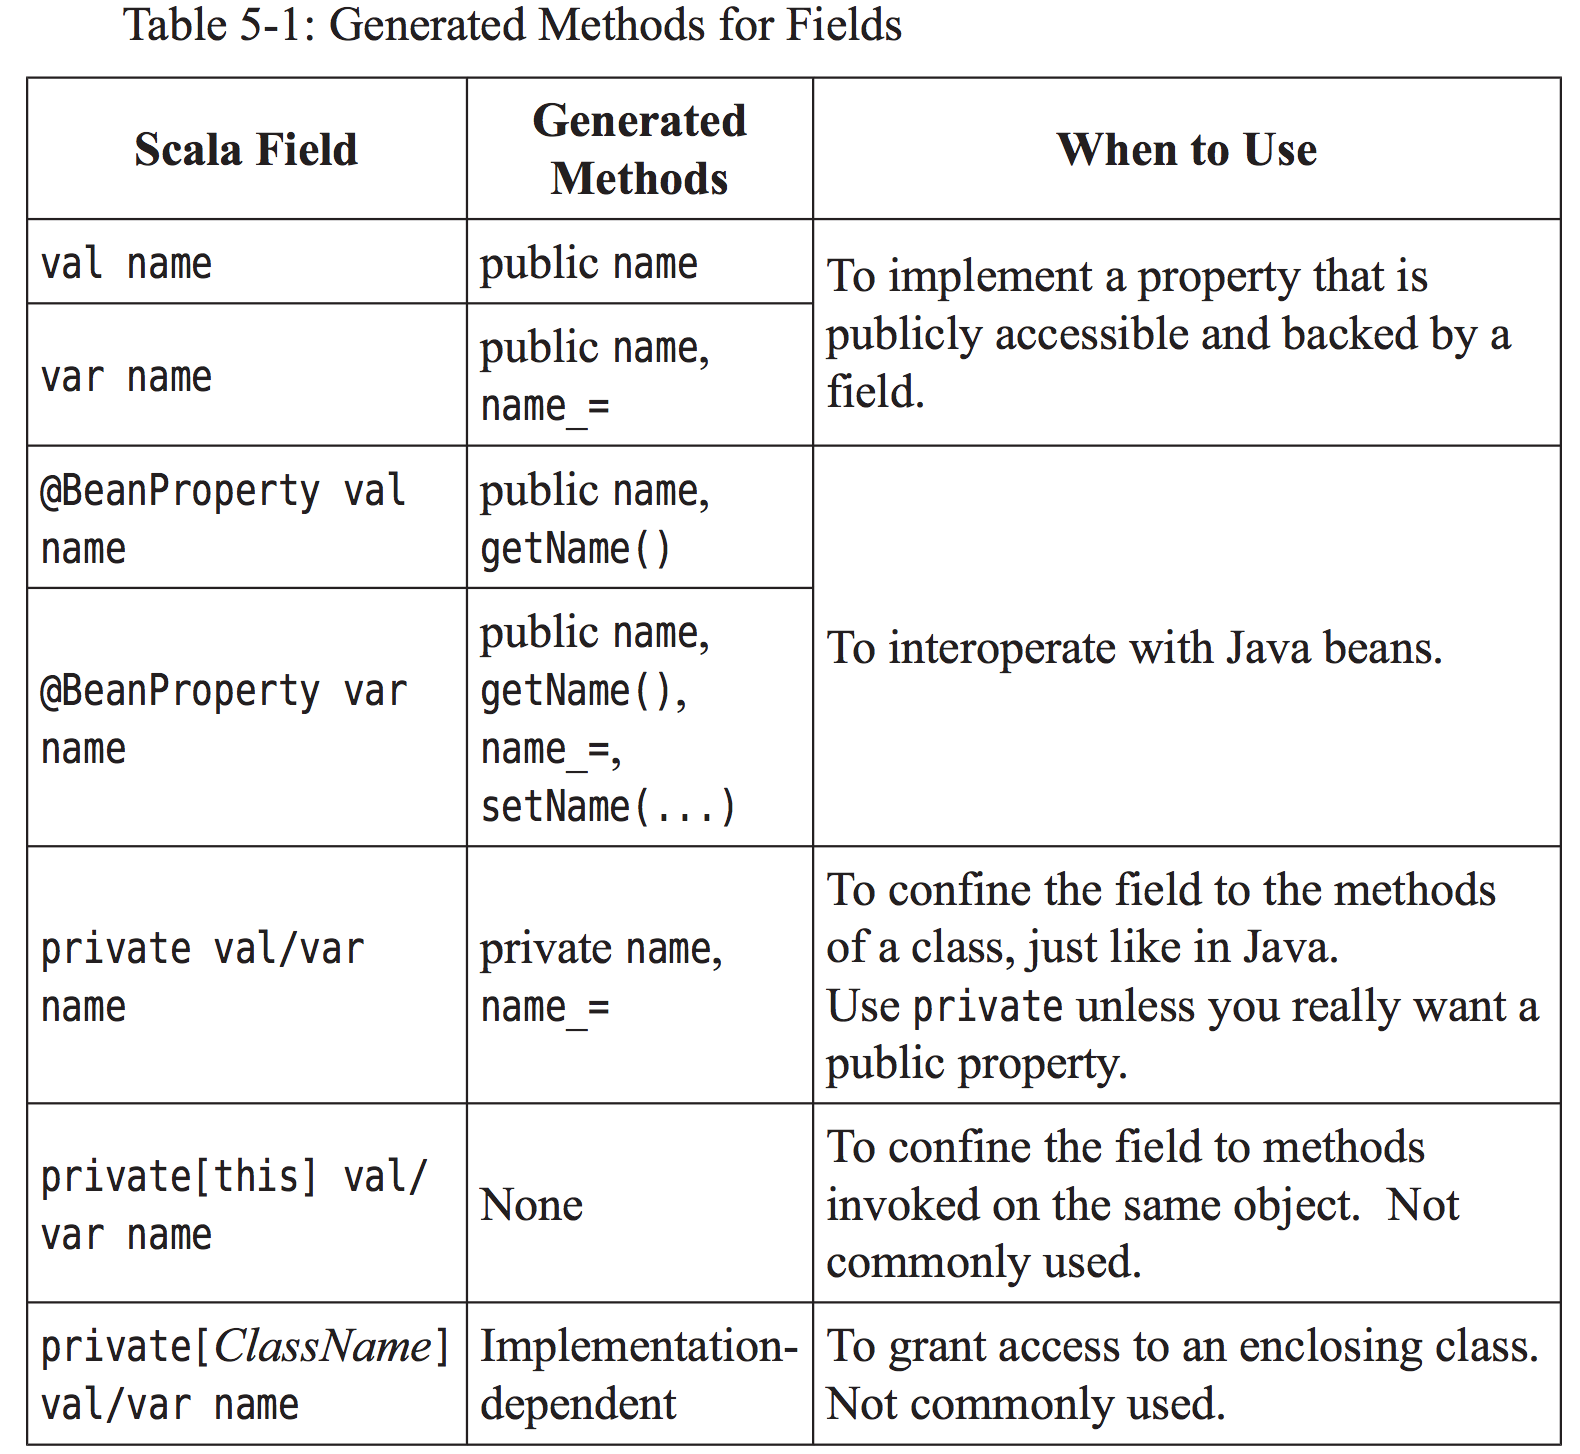 Table 5-1: Generated Methods for Fields
Scala Field
Generated
Methods
When to Use
val name
public name
To implement a property that is
publicly accessible and backed by a
field.
var name
public name,
name_=
@BeanProperty val
name
public name,
getName()
To interoperate with Java beans.
@BeanProperty var
name
public name,
getName(),
name_=,
setName(...)
private val/var
name
private name,
name_=
To confine the field to the methods
of a class, just like in Java.
Use private unless you really want a
public property.
private[this] val/
var name
None
To confine the field to methods
invoked on the same object.  Not
commonly used.
private[ClassName]
val/var name
Implementation-
dependent
To grant access to an enclosing class.
Not commonly used.